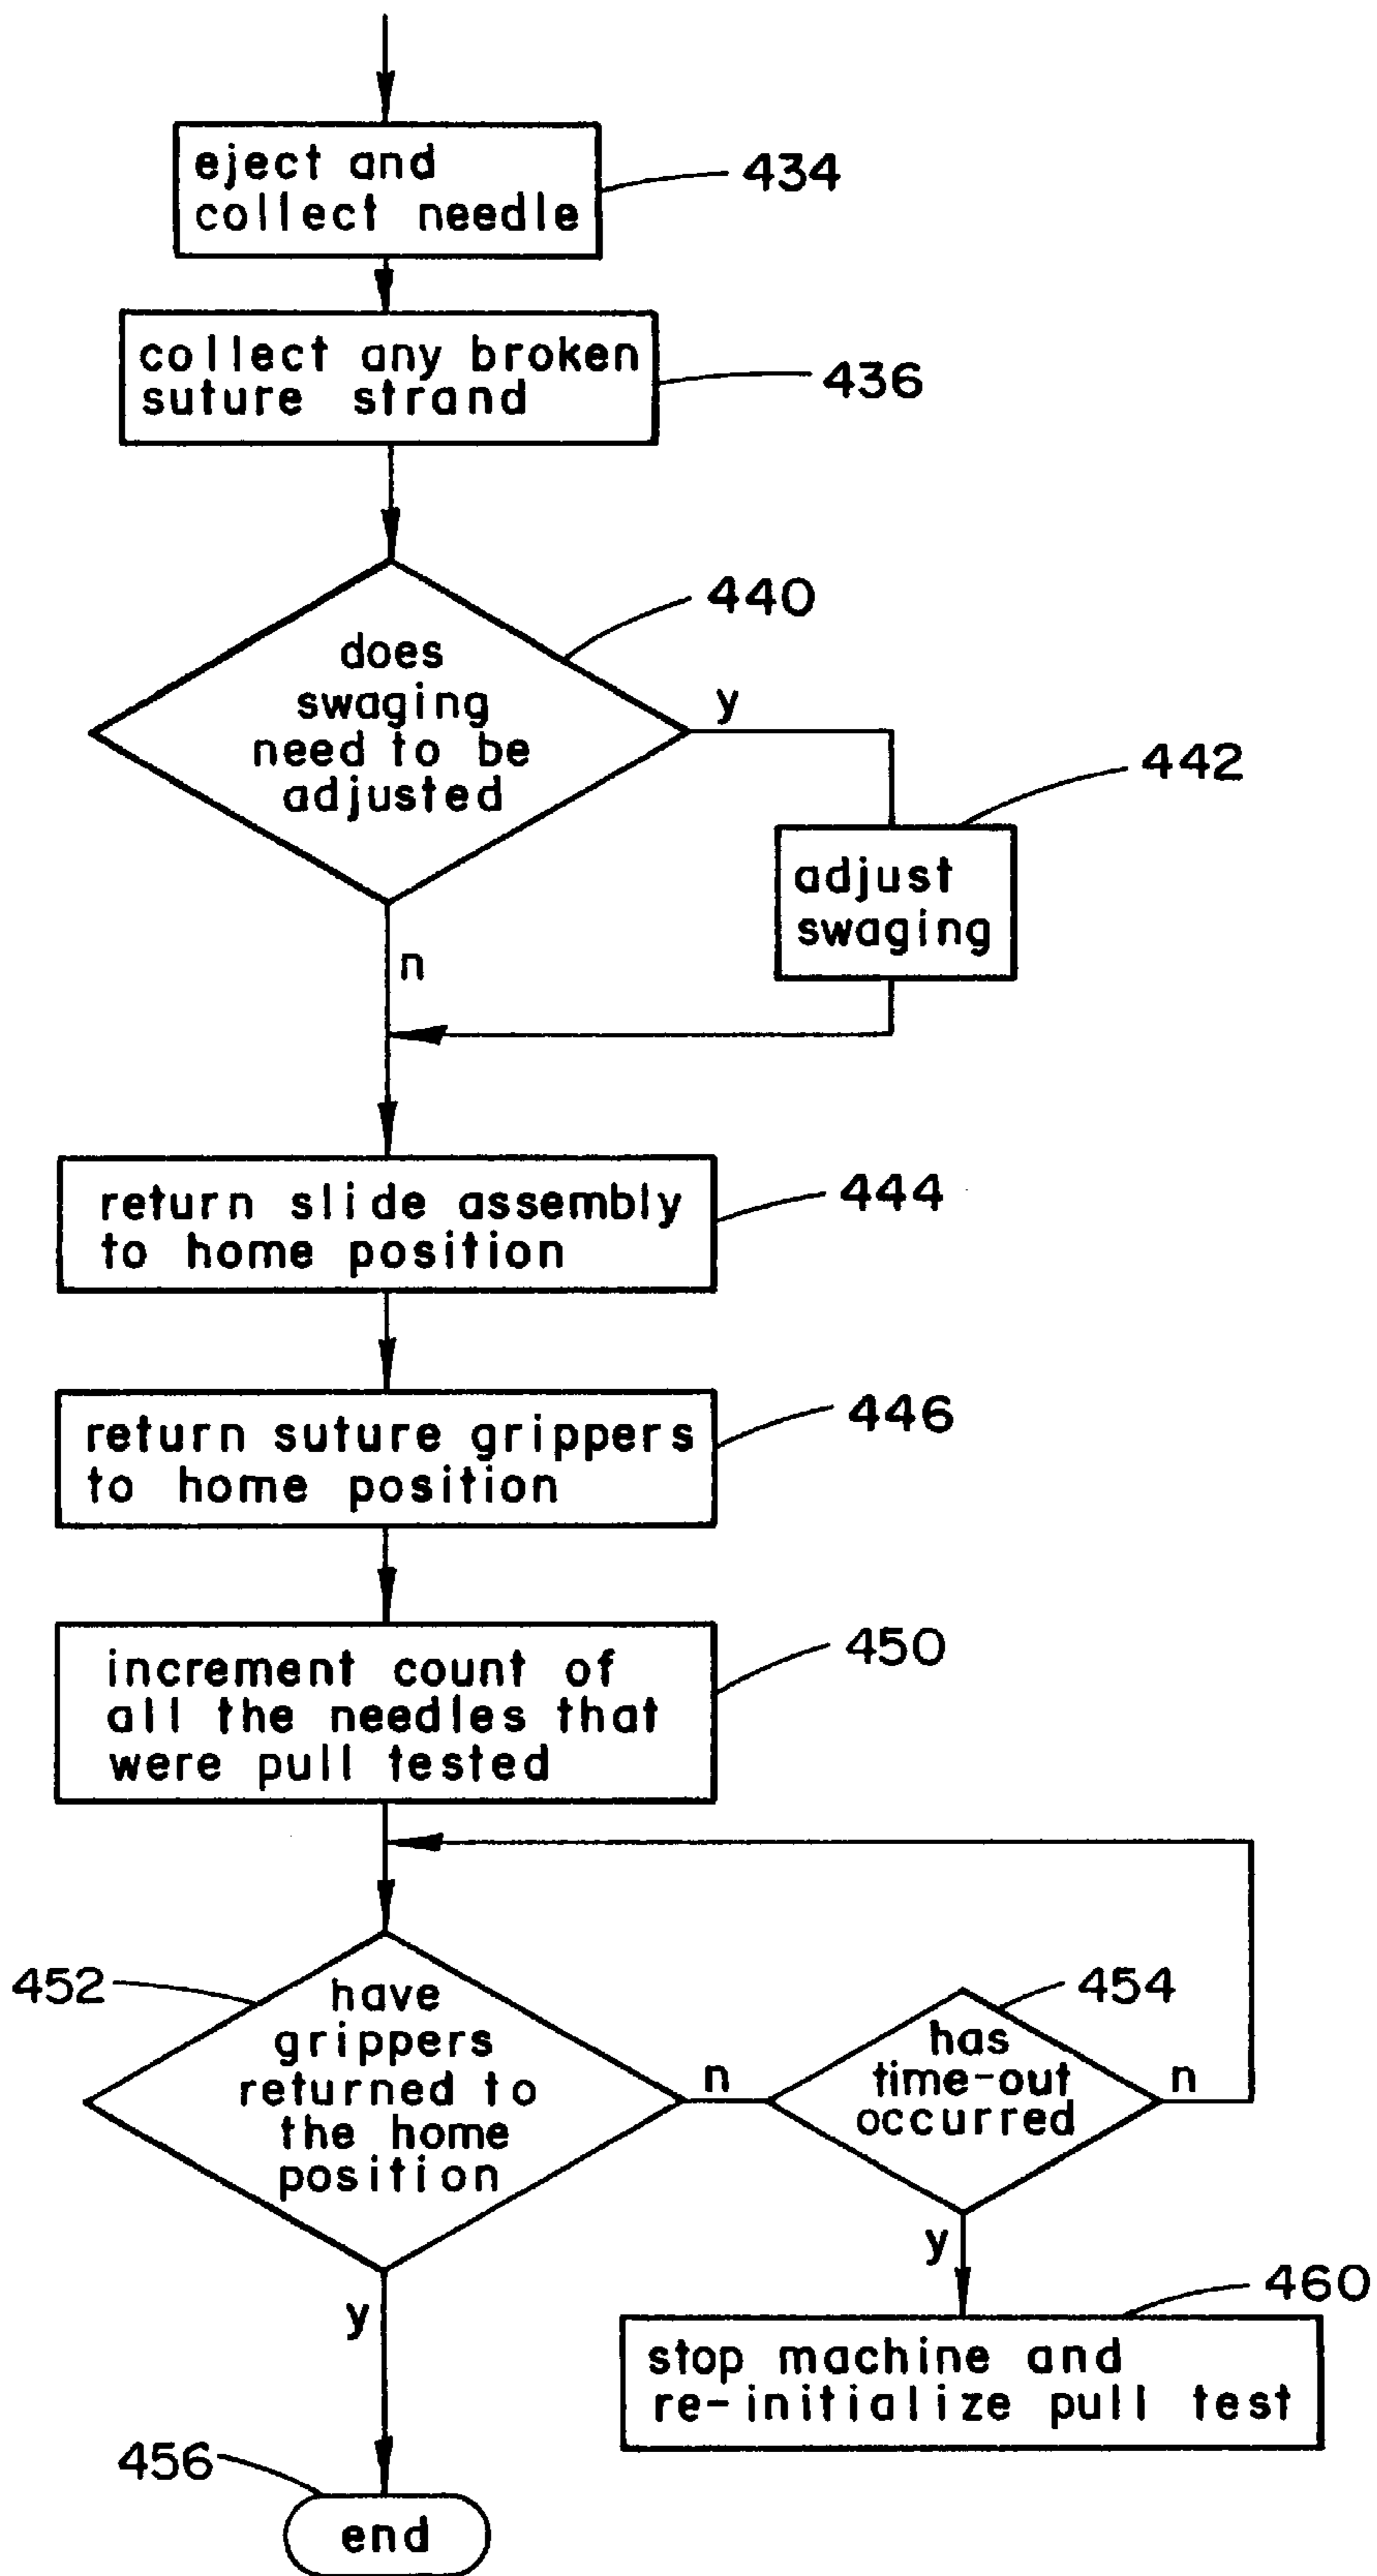 eject and
collect needle
434
collect any broken
suture strand
436
440
does
swaging
need to be
adjusted
y
442
adjust
swaging
n
return slide assembly
to home position
444
return suture grippers
to home position
446
increment count of
all the needles that
were pull tested
450
452
have
grippers
returned to
the home
position
n
454
has
time-out
occurred
n
y
y
460
stop machine and
re-initialize pull test
456
end